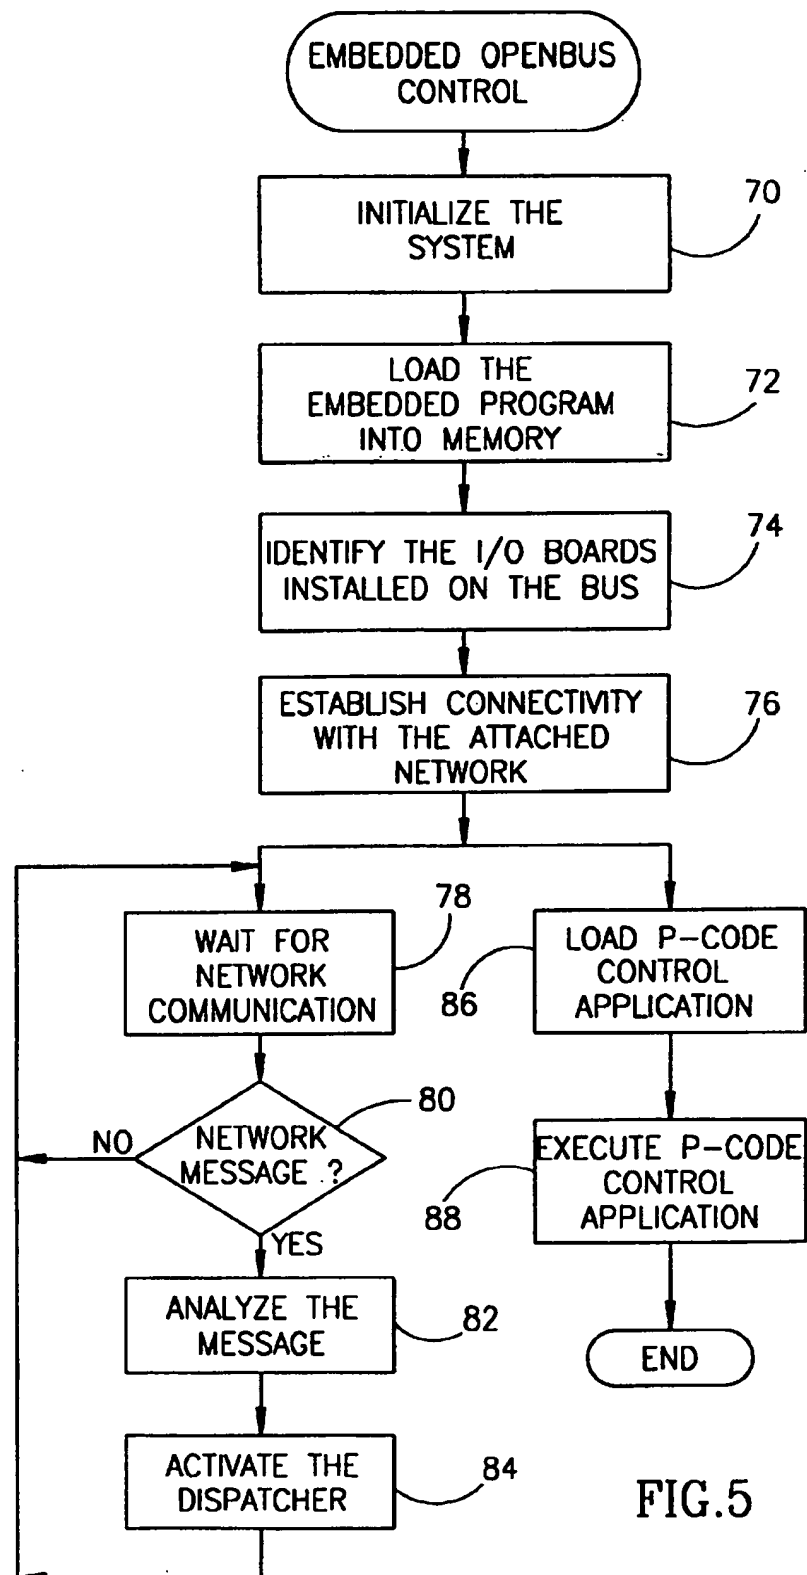 EMBEDDED OPENBUS
CONTROL
INITIALIZE THE
SYSTEM
70
LOAD THE
EMBEDDED PROGRAM
INTO MEMORY
72
IDENTIFY THE I/O BOARDS
INSTALLED ON THE BUS
74
ESTABLISH CONNECTIVITY
WITH THE ATTACHED
NETWORK
76
WAIT FOR
NETWORK
COMMUNICATION
78
LOAD P-CODE
CONTROL
APPLICATION
86
NETWORK
MESSAGE ?
80
NO
YES
EXECUTE P-CODE
CONTROL
APPLICATION
88
ANALYZE THE
MESSAGE
82
END
ACTIVATE THE
DISPATCHER
84
FIG.5